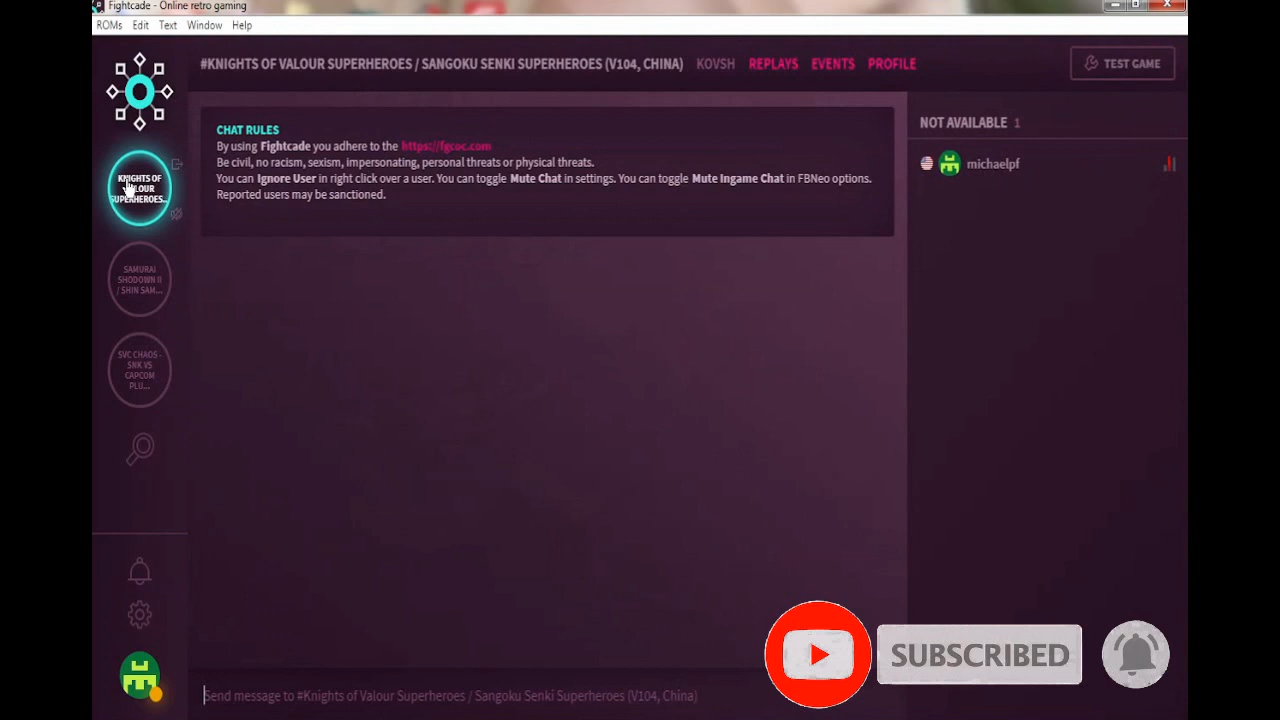 Fightcade - Online retro gaming
ROMs Edit Text Window Help
#KNIGHTS OF VALOUR SUPERHEROES / SANGOKU SENKI SUPERHEROES (V104, CHINA) KOVSH REPLAYS EVENTS PROFILE
TEST GAME
CHAT RULES
By using Fightcade you adhere to the https://fgcoc.com
Be civil, no racism, sexism, impersonating, personal threats or physical threats.
You can Ignore User in right click over a user. You can toggle Mute Chat in settings. You can toggle Mute Ingame Chat in FBNeo options.
Reported users may be sanctioned.
NOT AVAILABLE 1
michaelpf
KNIGHTS OF
VALOUR
SUPERHEROES...
SAMURAI
SHODOWN II
/ SHIN SAM...
SVC CHAOS -
SNK VS
CAPCOM
PLU...
SUBSCRIBED
Send message to #Knights of Valour Superheroes / Sangoku Senki Superheroes (V104, China)